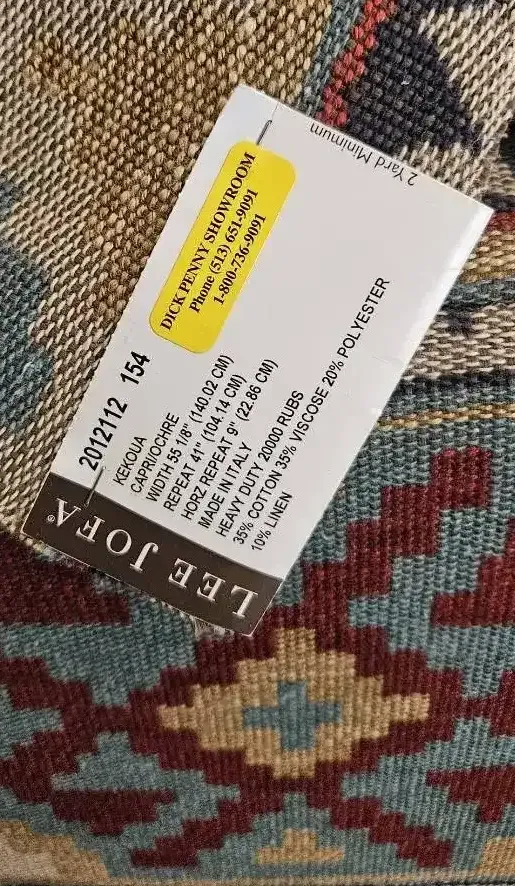 2 Yard Minimum
DICK PENNY SHOWROOM
Phone (513) 651-9091
1-800-736-9091
2012112 154
KEKOUA
CAPRI/OCHRE
WIDTH 55 1/8" (140.02 CM)
REPEAT 41" (104.14 CM)
HORZ REPEAT 9" (22.86 CM)
MADE IN ITALY
HEAVY DUTY 20000 RUBS
35% COTTON 35% VISCOSE 20% POLYESTER
10% LINEN
LEE JOFA®